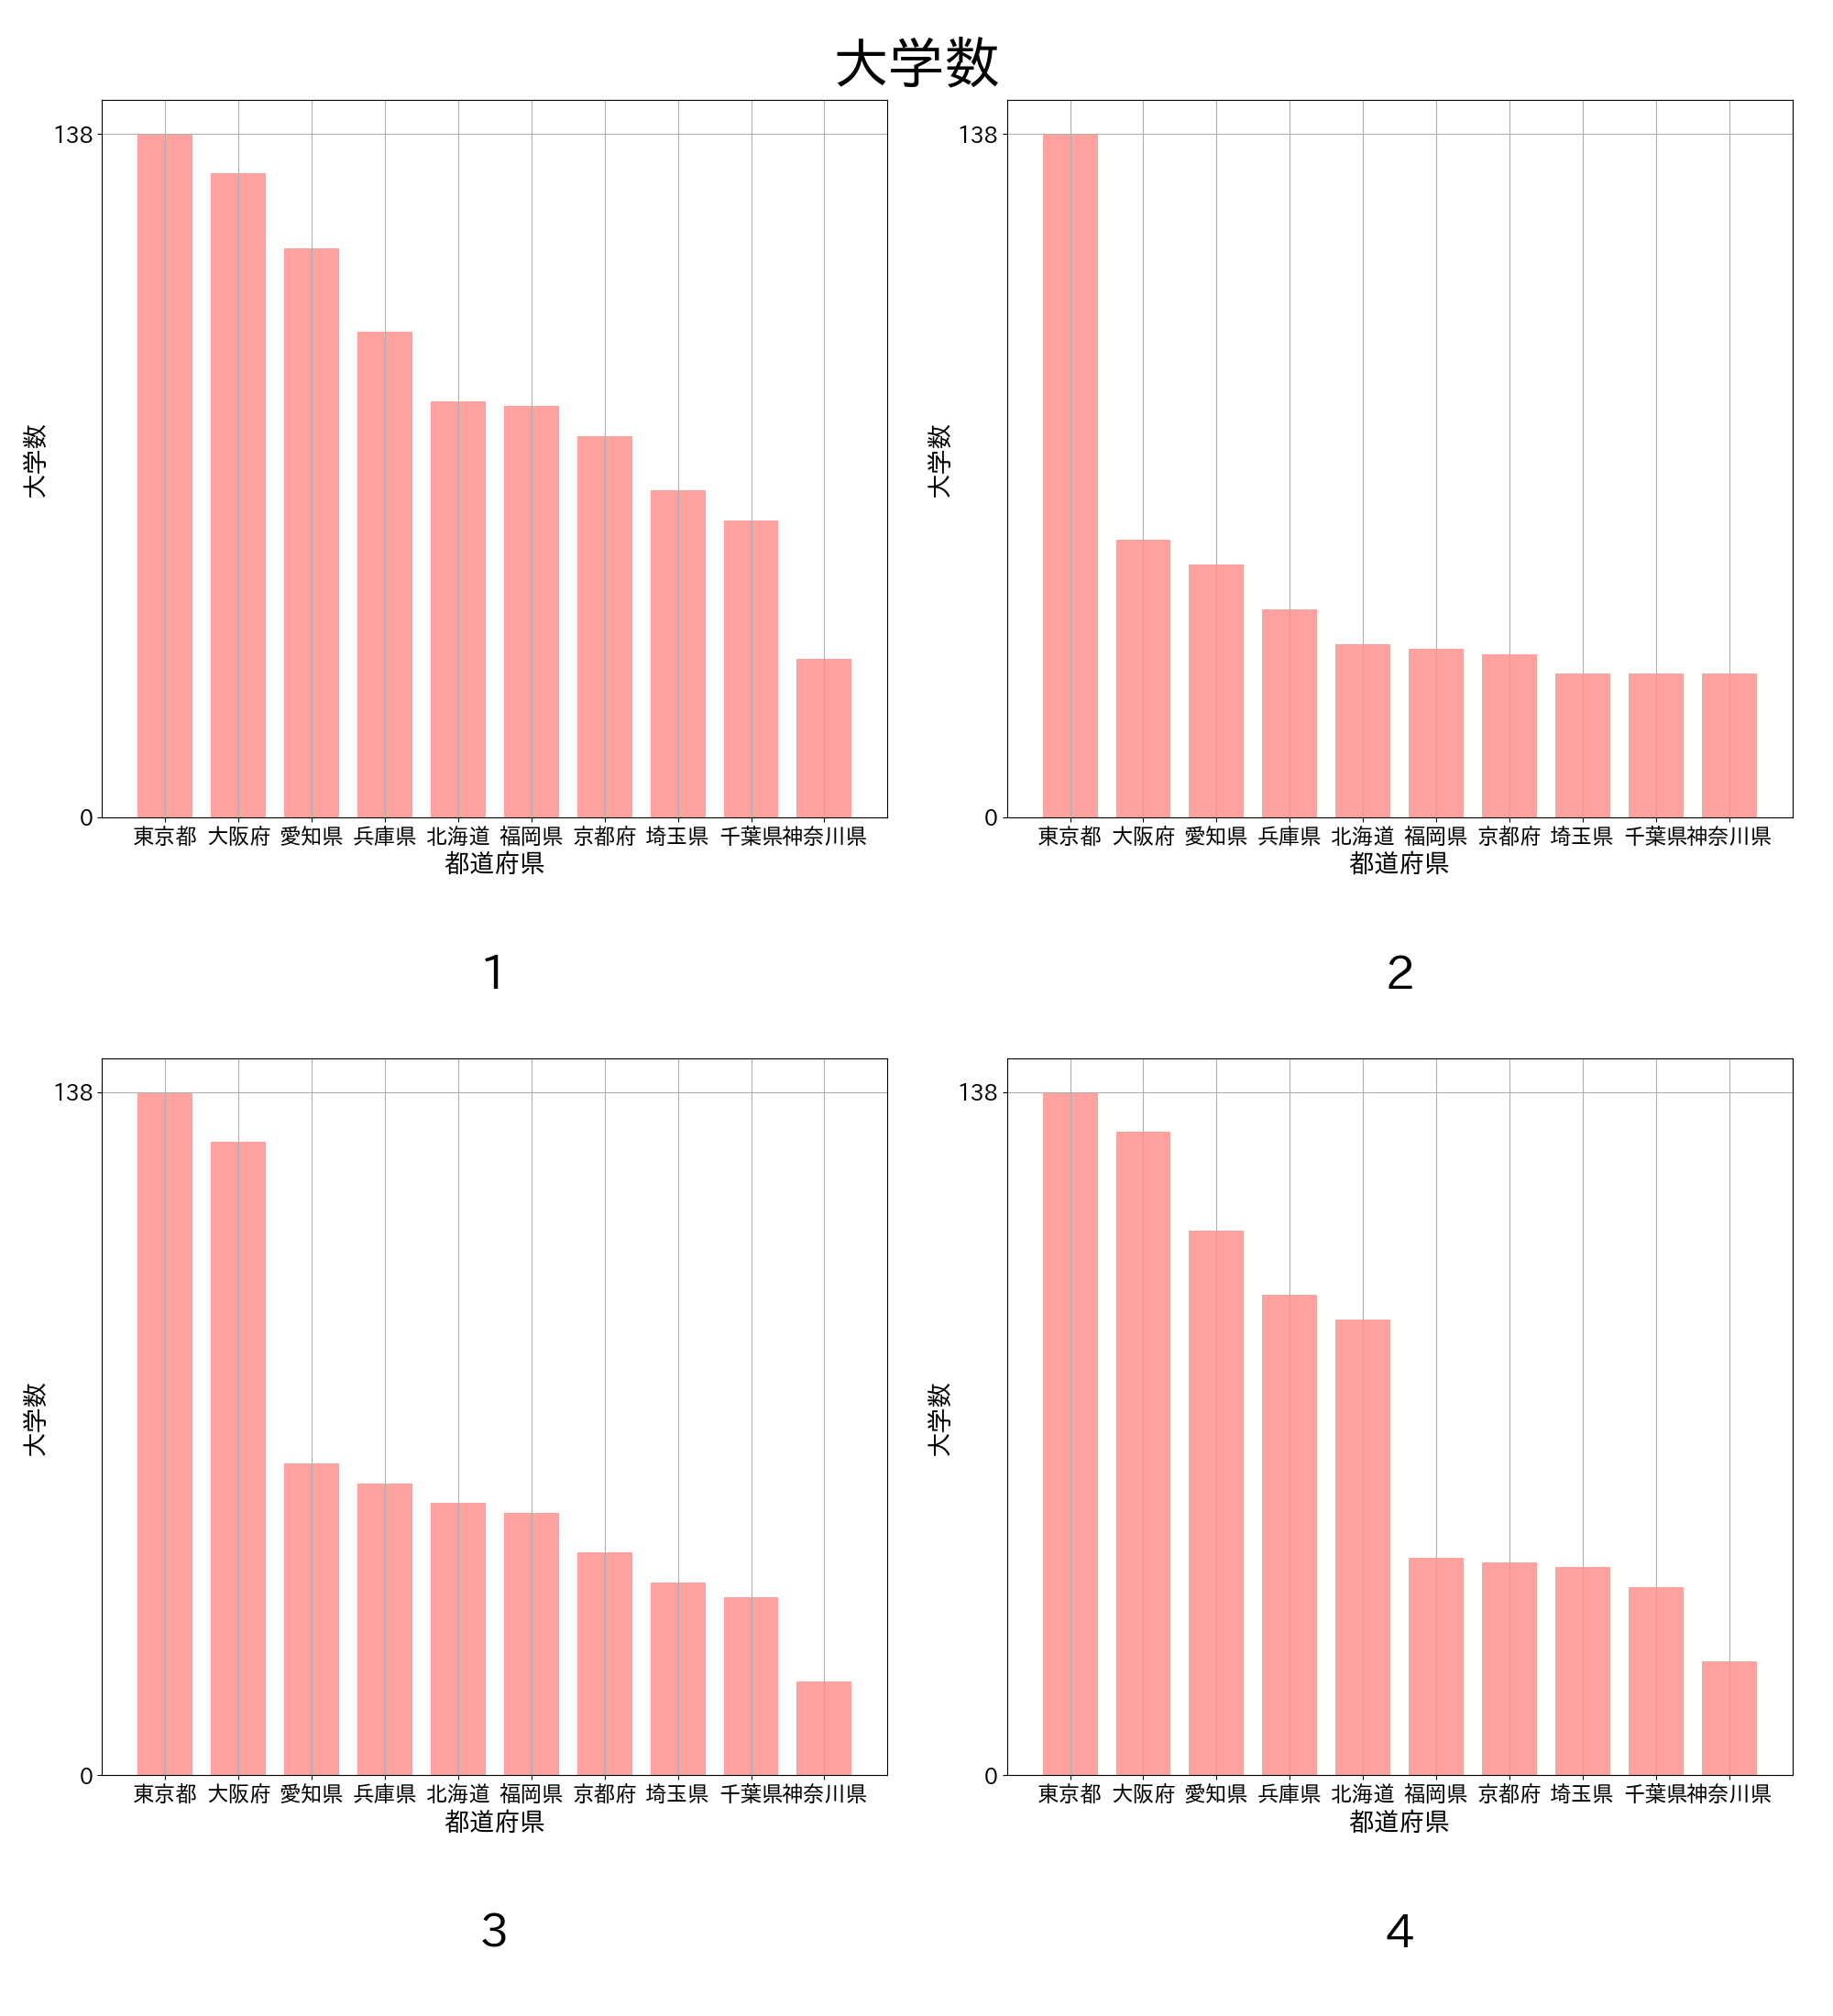 大学数
138
0
大学数
東京都 大阪府 愛知県 兵庫県 北海道 福岡県 京都府 埼玉県 千葉県 神奈川県
都道府県
1
138
0
大学数
東京都 大阪府 愛知県 兵庫県 北海道 福岡県 京都府 埼玉県 千葉県 神奈川県
都道府県
2
138
0
大学数
東京都 大阪府 愛知県 兵庫県 北海道 福岡県 京都府 埼玉県 千葉県 神奈川県
都道府県
3
138
0
大学数
東京都 大阪府 愛知県 兵庫県 北海道 福岡県 京都府 埼玉県 千葉県 神奈川県
都道府県
4